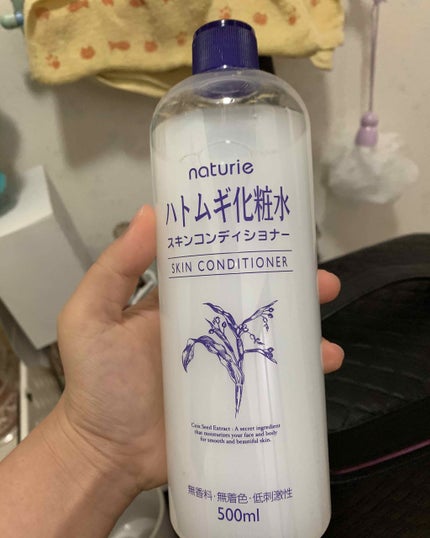 naturie
ハトムギ化粧水
スキンコンディショナー
SKIN CONDITIONER
Coix Seed Extract : A secret ingredient
that moisturizes your face and body
for smooth and beautiful skin.
無香料・無着色・低刺激性
500ml